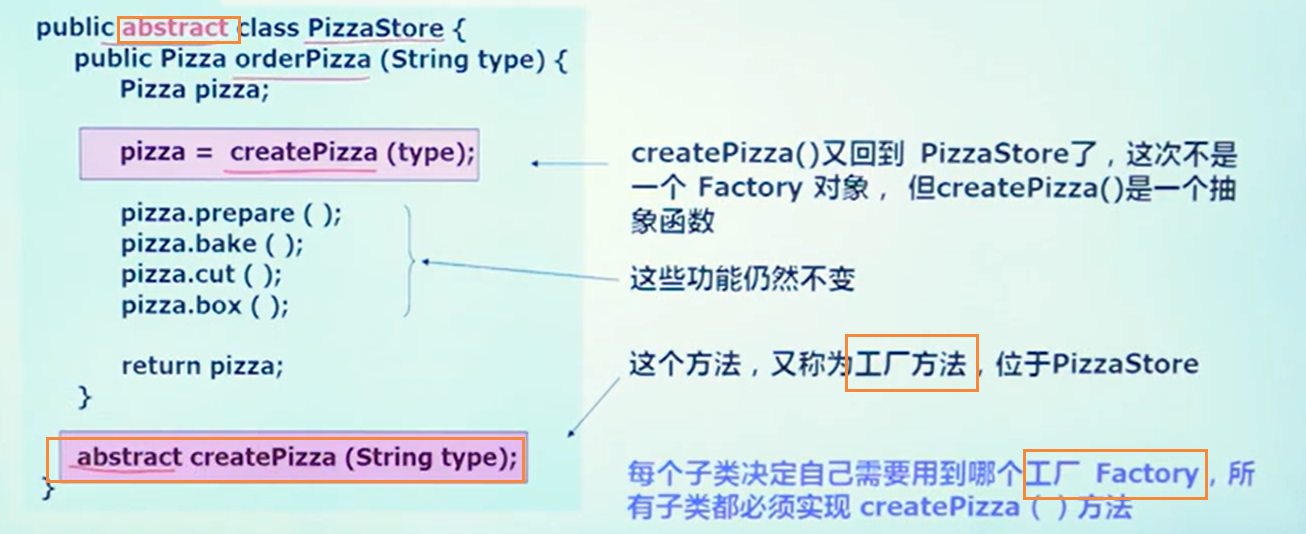 public abstract class PizzaStore {
public Pizza orderPizza (String type) {
Pizza pizza;
pizza = createPizza (type);
pizza.prepare ( );
pizza.bake ( );
pizza.cut ( );
pizza.box ( );
return pizza;
}
abstract createPizza (String type);
}
createPizza()又回到 PizzaStore了，这次不是
一个 Factory 对象， 但createPizza()是一个抽
象函数
这些功能仍然不变
这个方法，又称为工厂方法，位于PizzaStore
每个子类决定自己需要用到哪个工厂 Factory，所
有子类都必须实现 createPizza ( ) 方法